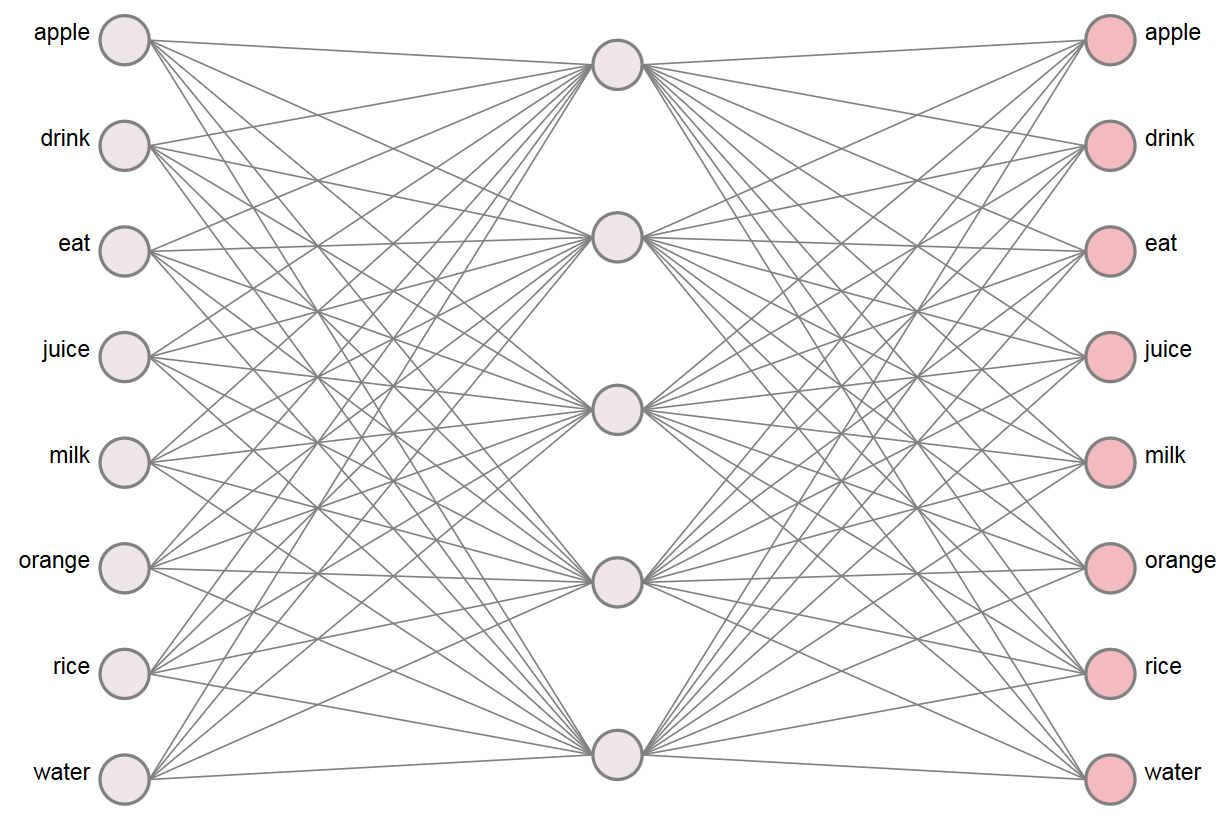 apple
drink
eat
juice
milk
orange
rice
water
apple
drink
eat
juice
milk
orange
rice
water